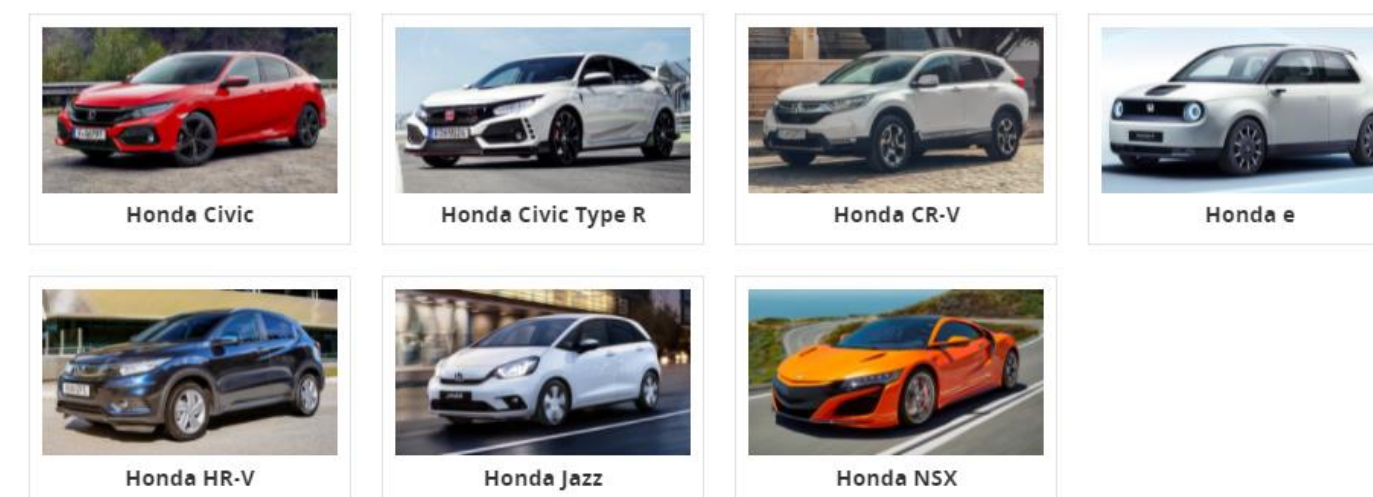 Honda Civic
Honda Civic Type R
Honda CR-V
Honda e
Honda HR-V
Honda Jazz
Honda NSX